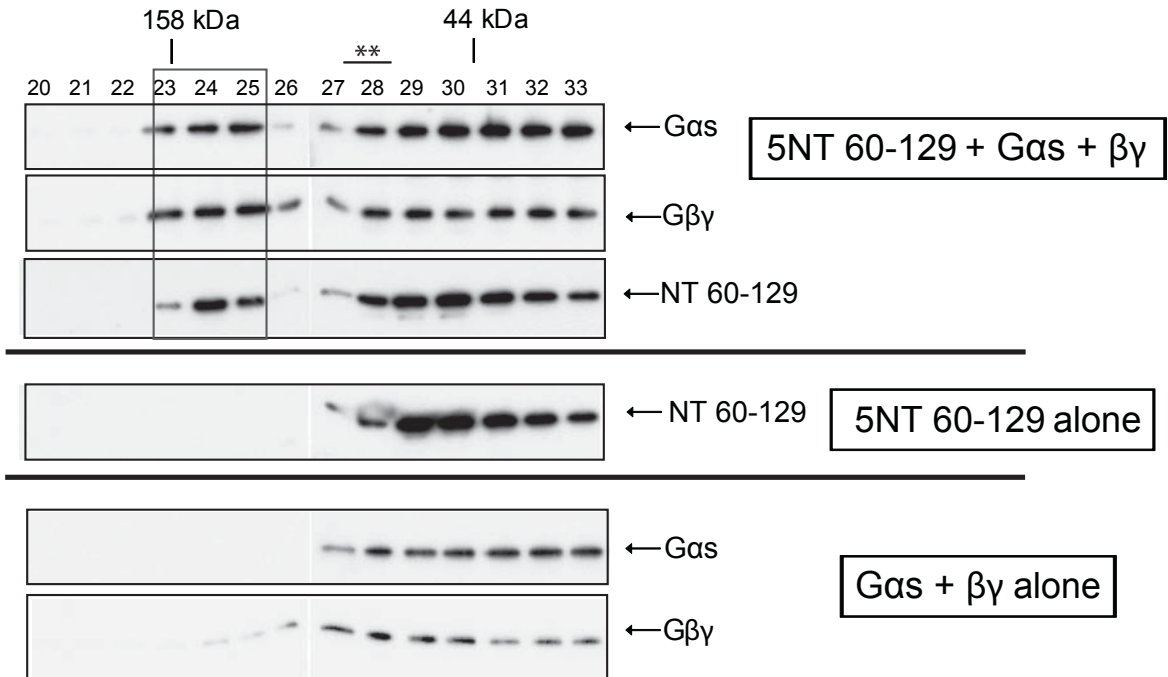 158 kDa 44 kDa
**
20 21 22 23 24 25 26 27 28 29 30 31 32 33
←Gαs
5NT 60-129 + Gαs + βγ
←Gβγ
←NT 60-129
← NT 60-129
5NT 60-129 alone
←Gαs
Gαs + βγ alone
←Gβγ